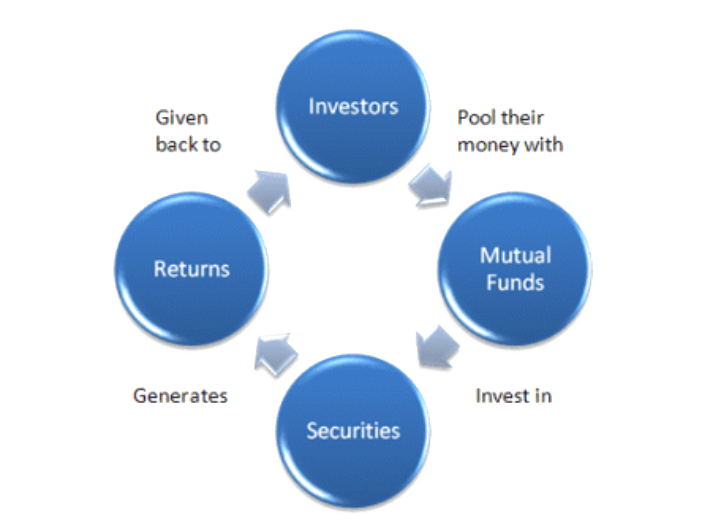 Investors
Pool their
money with
Mutual
Funds
Invest in
Securities
Generates
Returns
Given
back to